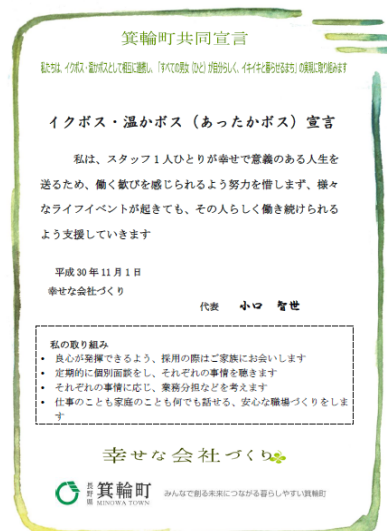 箕輪町共同宣言
私たちは、イクボス・温かボスとして相互に連携し、「すべての男女（ひと）が自分らしく、イキイキと暮らせるまち」の実現に取り組みます
イクボス・温かボス（あったかボス）宣言
私は、スタッフ１人ひとりが幸せで意義のある人生を
送るため、働く歓びを感じられるよう努力を惜しまず、様々
なライフイベントが起きても、その人らしく働き続けられる
よう支援していきます
平成30年11月1日
幸せな会社づくり
代表　小口　智世
私の取り組み
• 良心が発揮できるよう、採用の際はご家族にお会いします
• 定期的に個別面談をし、それぞれの事情を聴きます
• それぞれの事情に応じ、業務分担などを考えます
• 仕事のことも家庭のことも何でも話せる、安心な職場づくりをしま
す
幸せな会社づくり
長野県 箕輪町 みんなで創る未来につながる暮らしやすい箕輪町
MINOWA TOWN